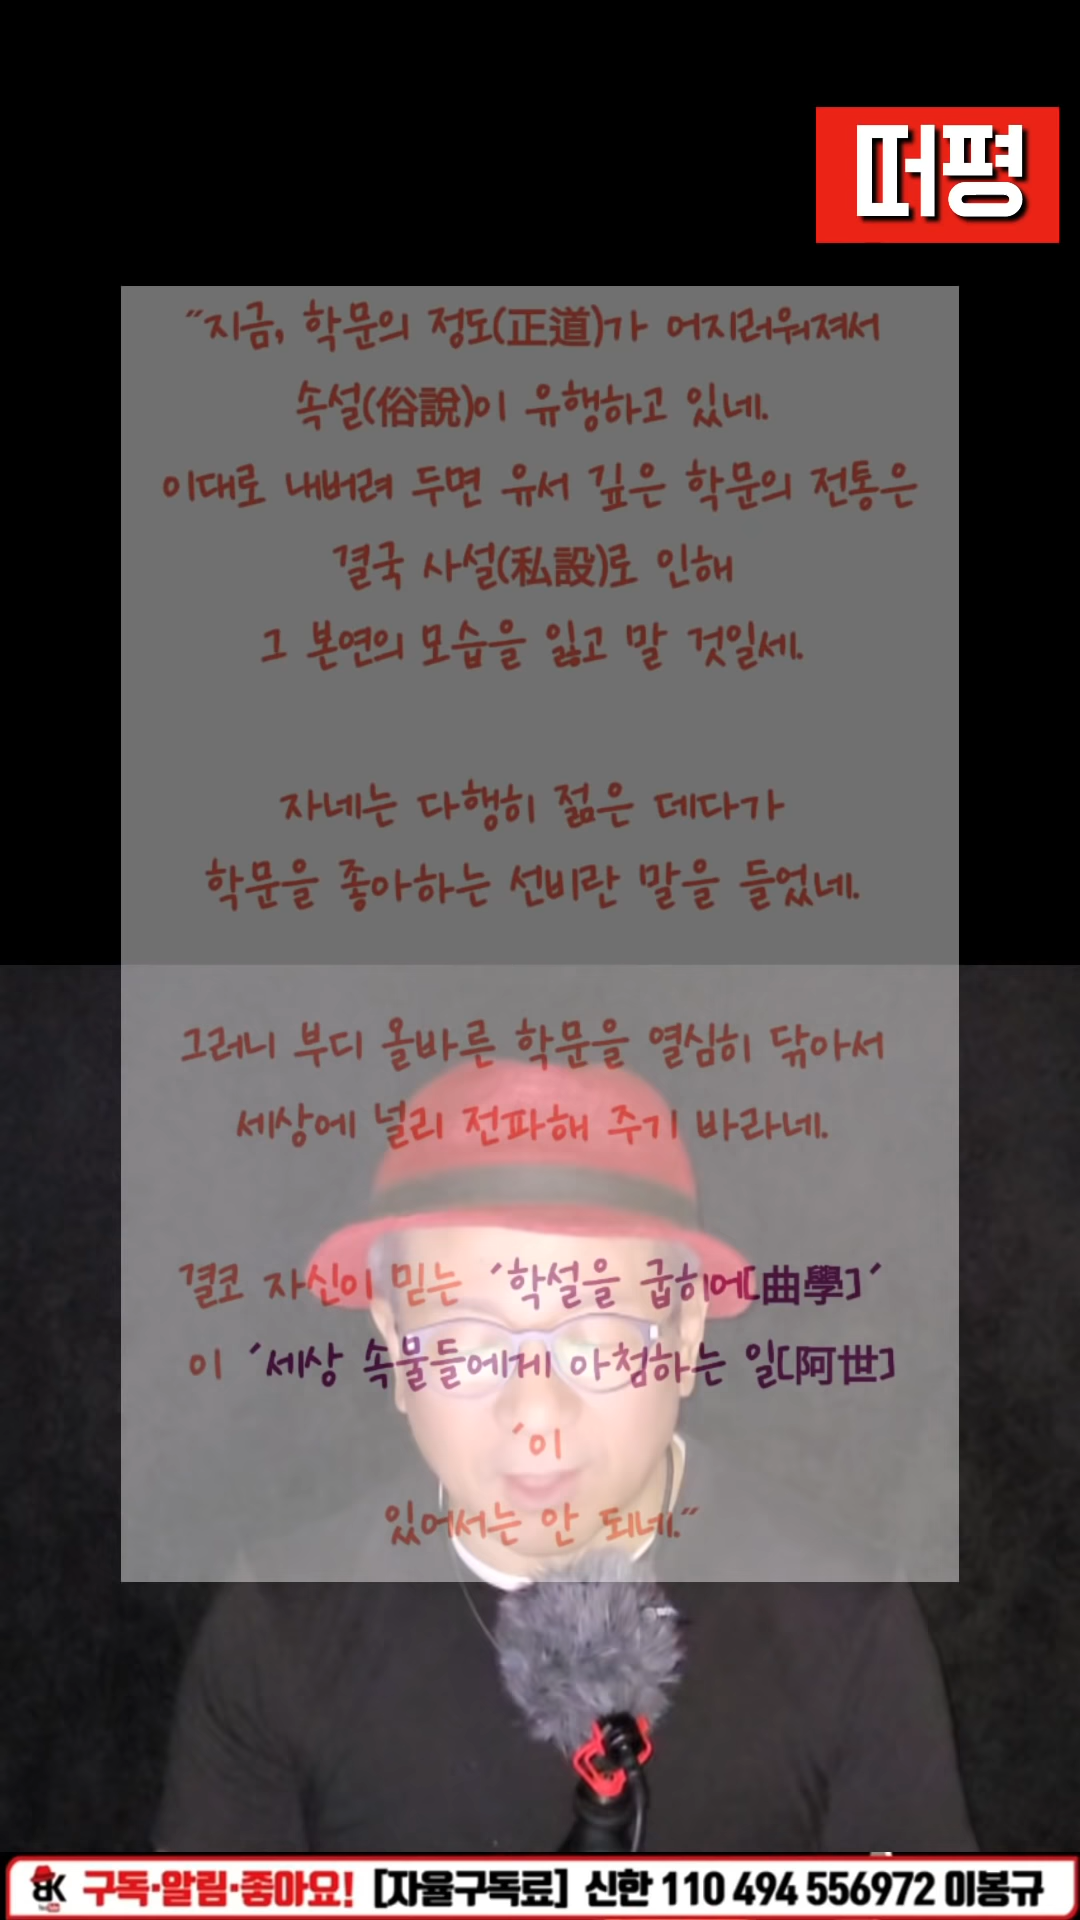 떠평
"지금, 학문의 정도(正道)가 어지러워져서
속설(俗說)이 유행하고 있네.
이대로 내버려 두면 유서 깊은 학문의 전통은
결국 사설(私設)로 인해
그 본연의 모습을 잃고 말 것일세.
자네는 다행히 젊은 데다가
학문을 좋아하는 선비란 말을 들었네.
그러니 부디 올바른 학문을 열심히 닦아서
세상에 널리 전파해 주기 바라네.
결코 자신이 믿는 ´학설을 굽히에[曲學]´
이 ´세상 속물들에게 아첨하는 일[阿世]
´이
있어서는 안 되네."
BK 구독·알림·좋아요! [자율구독료] 신한 110 494 556972 이봉규